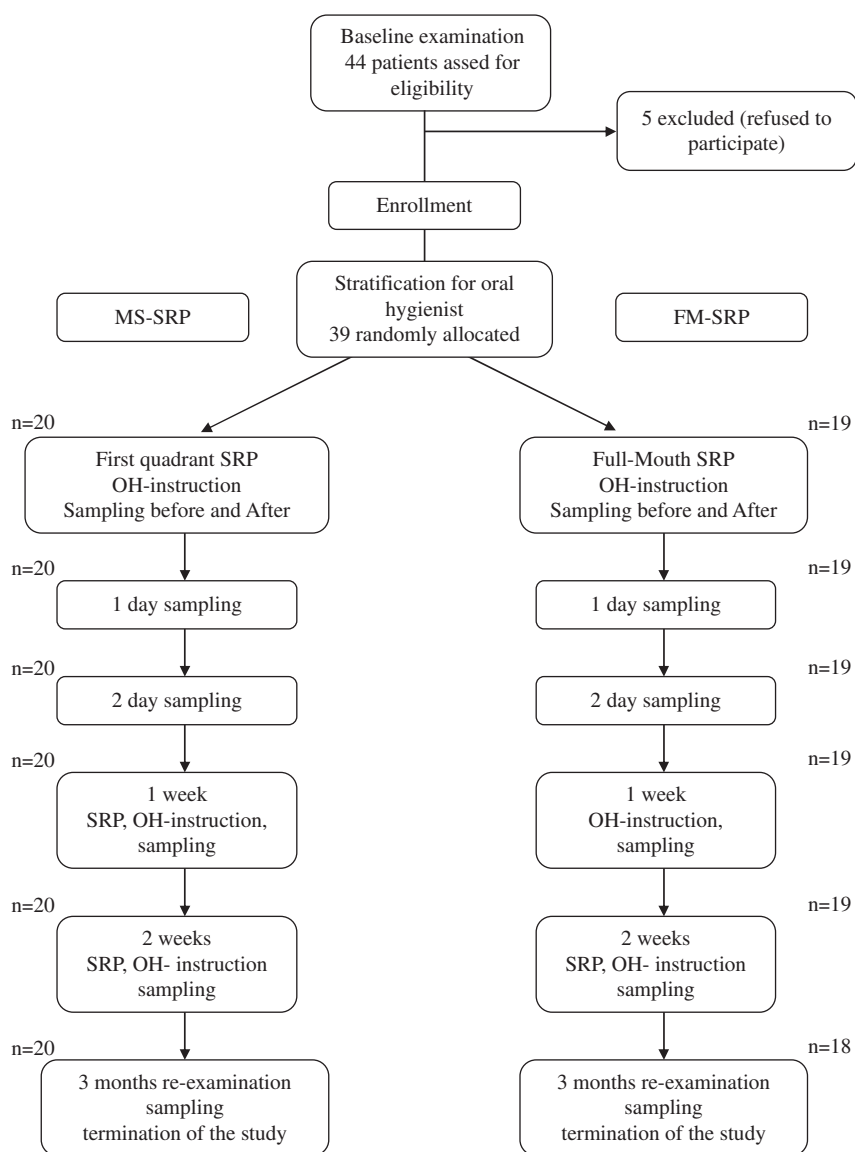 Baseline examination
44 patients assed for
eligibility
5 excluded (refused to
participate)
Enrollment
Stratification for oral
hygienist
39 randomly allocated
MS-SRP
FM-SRP
n=20
First quadrant SRP
OH-instruction
Sampling before and After
n=19
Full-Mouth SRP
OH-instruction
Sampling before and After
n=20
1 day sampling
n=19
1 day sampling
n=20
2 day sampling
n=19
2 day sampling
n=20
1 week
SRP, OH-instruction,
sampling
n=19
1 week
OH-instruction,
sampling
n=20
2 weeks
SRP, OH- instruction
sampling
n=19
2 weeks
SRP, OH- instruction
sampling
n=20
3 months re-examination
sampling
termination of the study
n=18
3 months re-examination
sampling
termination of the study